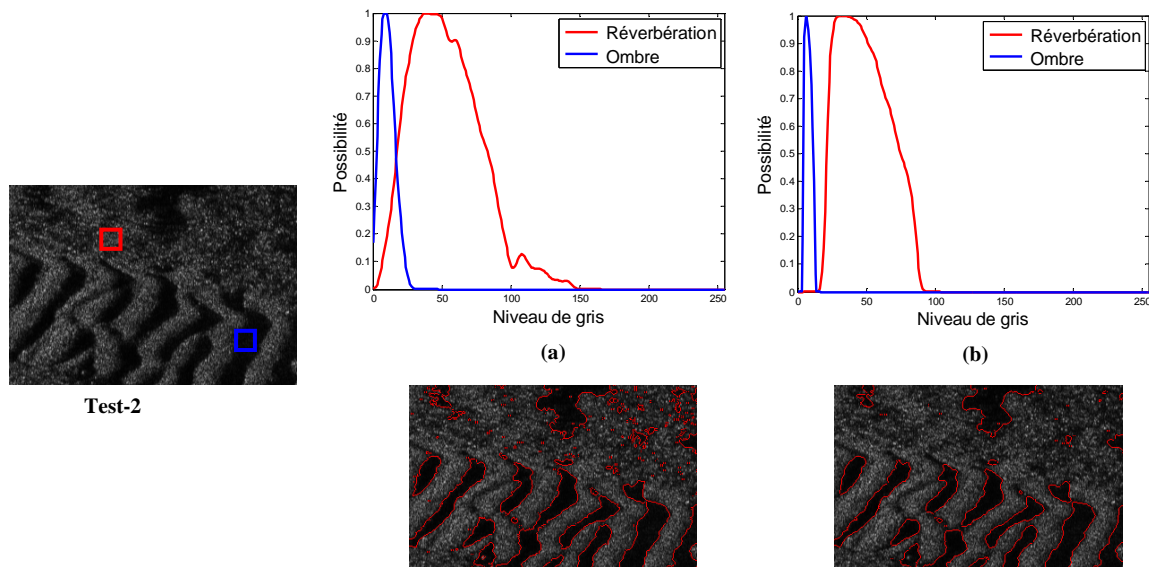 1
0.9
0.8
0.7
0.6
0.5
0.4
0.3
0.2
0.1
0
Possibilité
0 50 100 150 200 250
Niveau de gris
Réverbération
Ombre
(a)
1
0.9
0.8
0.7
0.6
0.5
0.4
0.3
0.2
0.1
0
Possibilité
0 50 100 150 200 250
Niveau de gris
Réverbération
Ombre
(b)
Test-2